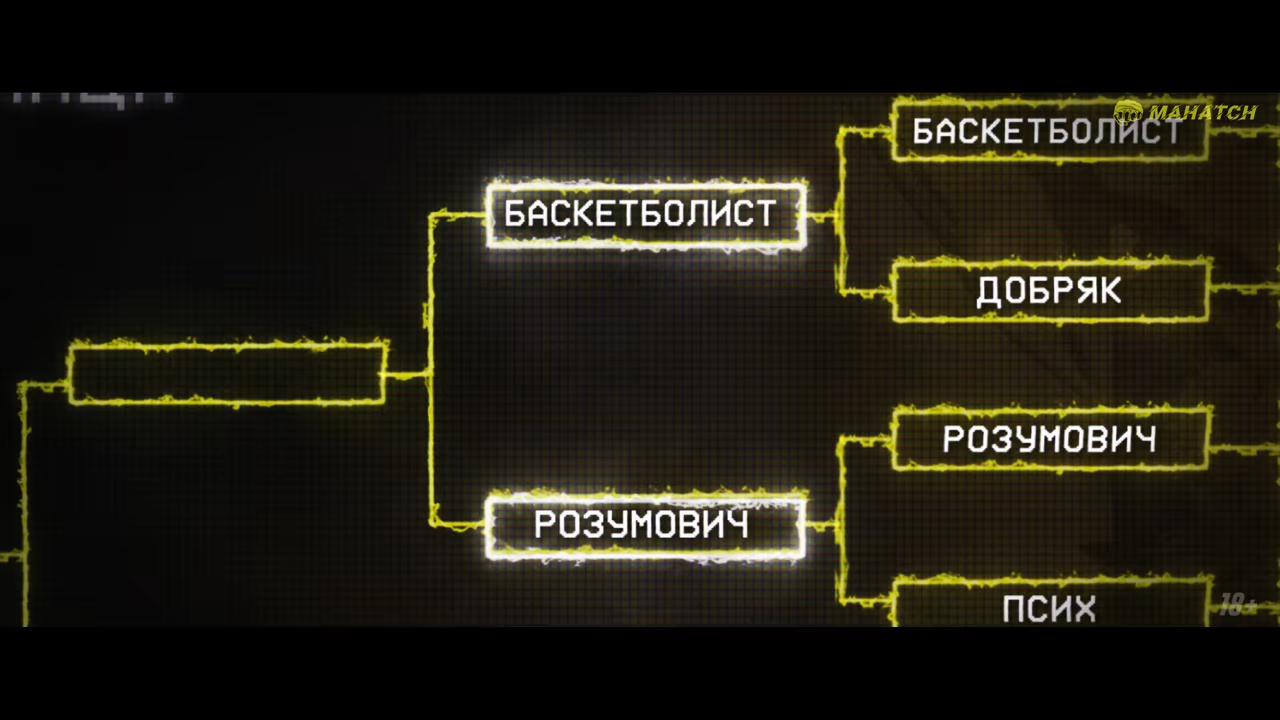 MAHATCH
БАСКЕТБОЛИСТ
БАСКЕТБОЛИСТ
ДОБРЯК
РОЗУМОВИЧ
РОЗУМОВИЧ
ПСИХ
18+